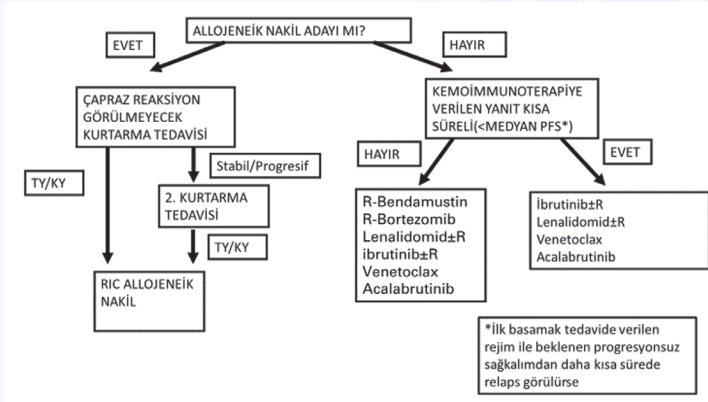 ALLOJENEİK NAKİL ADAYI MI?
EVET
HAYIR
ÇAPRAZ REAKSİYON
GÖRÜLMEYECEK
KURTARMA TEDAVİSİ
KEMOİMMUNOTERAPİYE
VERİLEN YANIT KISA
SÜRELİ(<MEDYAN PFS*)
TY/KY
Stabil/Progresif
2. KURTARMA
TEDAVİSİ
TY/KY
RIC ALLOJENEİK
NAKİL
HAYIR
EVET
R-Bendamustin
R-Bortezomib
Lenalidomid±R
ibrutinib±R
Venetoclax
Acalabrutinib
İbrutinib±R
Lenalidomid±R
Venetoclax
Acalabrutinib
*İlk basamak tedavide verilen
rejim ile beklenen progresyonsuz
sağkalımdan daha kısa sürede
relaps görülürse